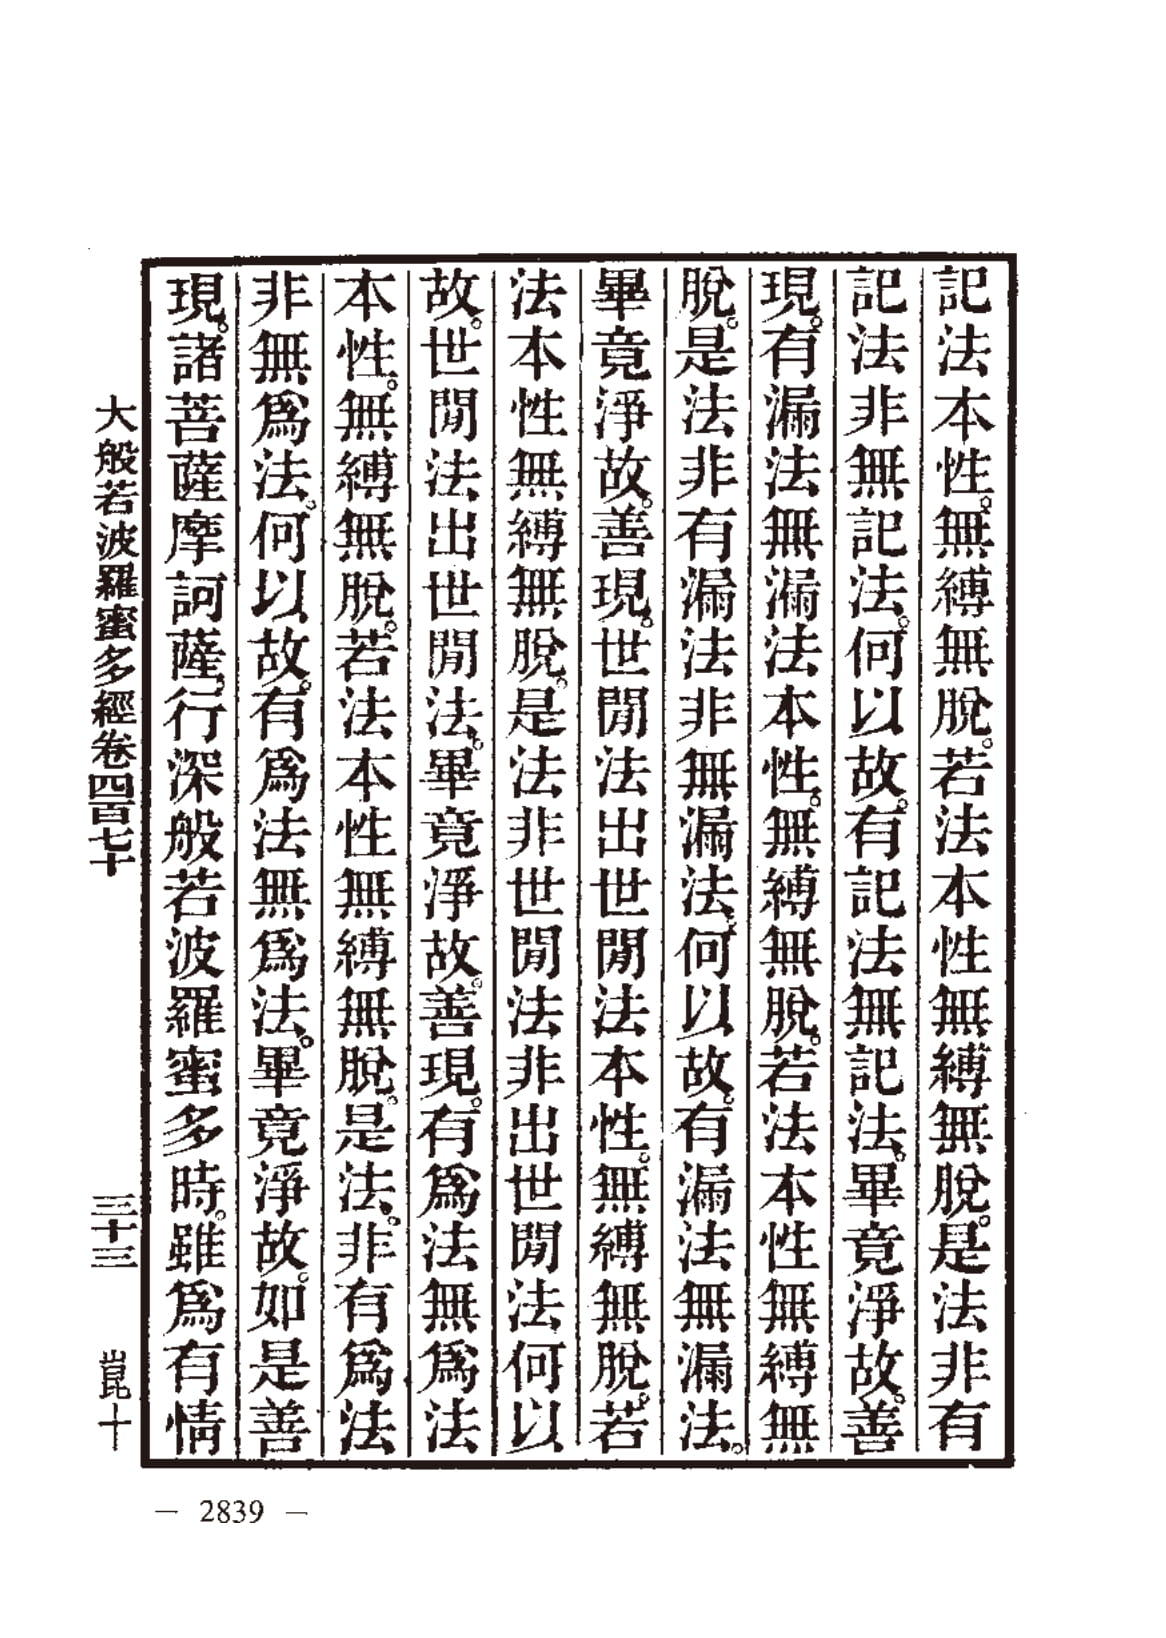 記法本性。無縛無脫。若法本性無縛無脫。是法非有
記法非無記法。何以故。有記法無記法。畢竟淨故。善
現。有漏法無漏法本性。無縛無脫。若法本性無縛無
脫。是法非有漏法非無漏法。何以故。有漏法無漏法。
畢竟淨故。善現。世閒法出世閒法本性。無縛無脫。若
法本性無縛無脫。是法非世閒法非出世閒法何以
故。世閒法出世閒法。畢竟淨故。善現。有爲法無爲法
本性。無縛無脫。若法本性無縛無脫。是法。非有爲法
非無爲法。何以故。有爲法無爲法。畢竟淨故。如是善
現。諸菩薩摩訶薩。行深般若波羅蜜多時。雖爲有情
大般若波羅蜜多經卷四百七十 三十三 崑十
— 2839 —